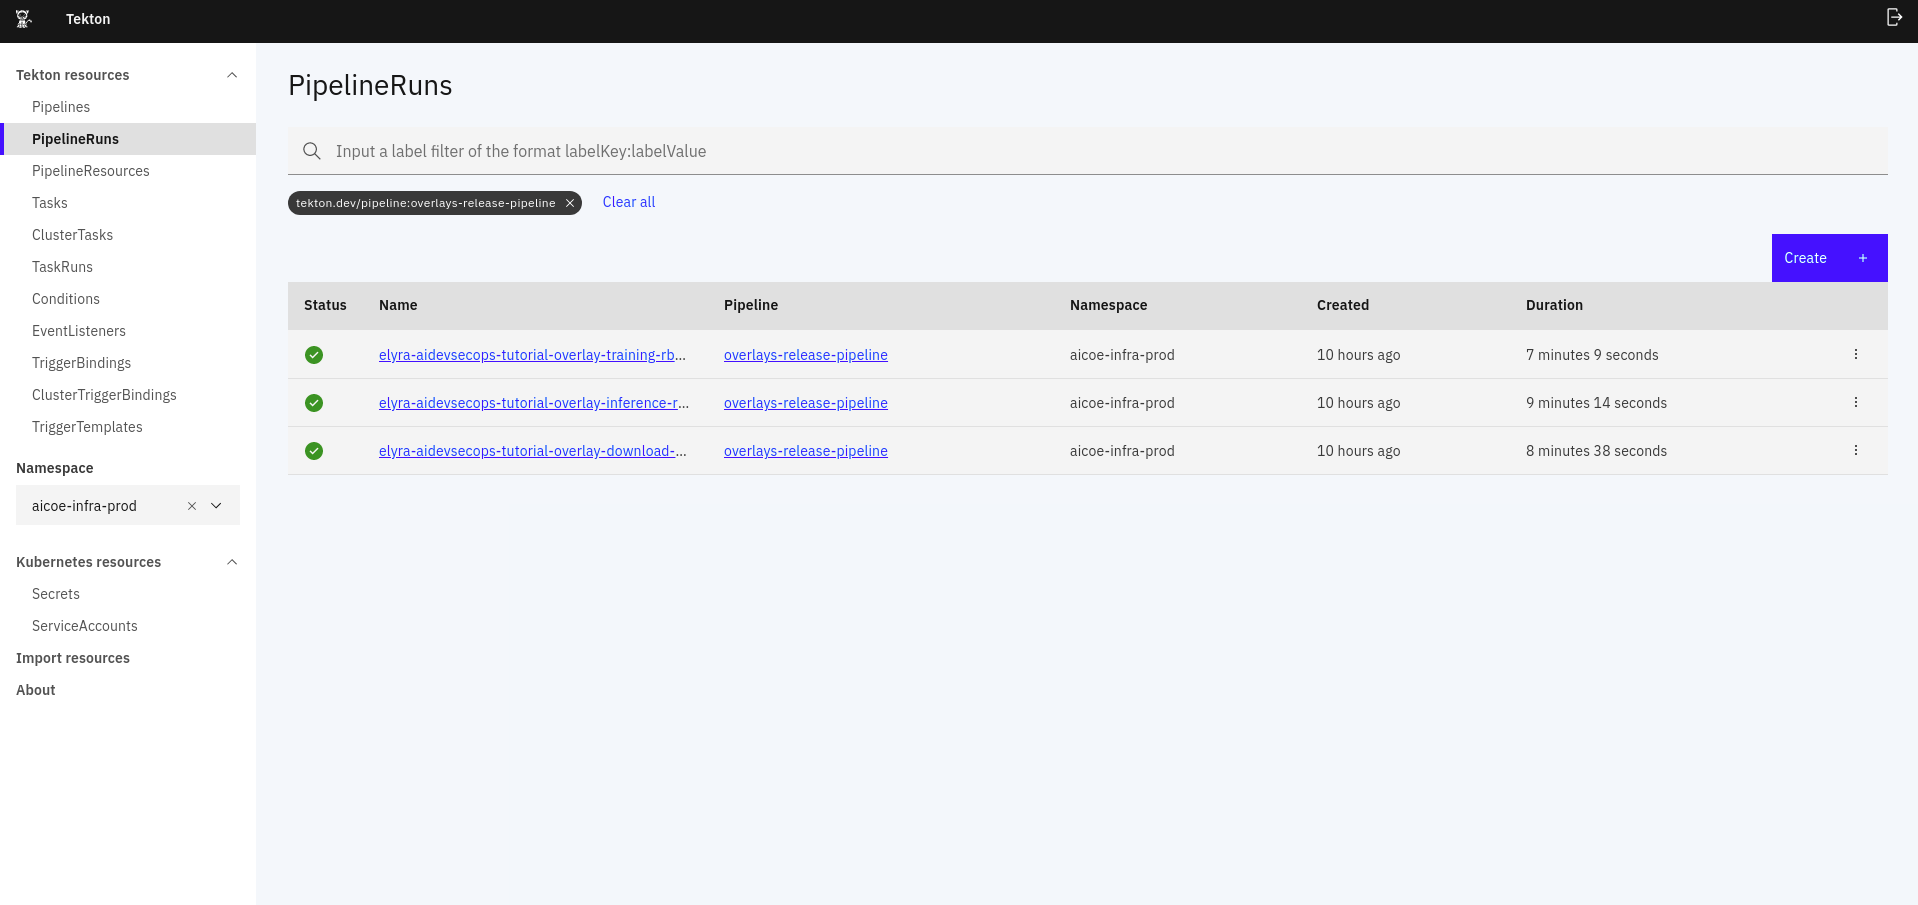 Tekton
Tekton resources
Pipelines
PipelineRuns
PipelineResources
Tasks
ClusterTasks
TaskRuns
Conditions
EventListeners
TriggerBindings
ClusterTriggerBindings
TriggerTemplates
Namespace
aicoe-infra-prod
Kubernetes resources
Secrets
ServiceAccounts
Import resources
About
PipelineRuns
Input a label filter of the format labelKey:labelValue
tekton.dev/pipeline:overlays-release-pipeline Clear all
Create +
Status Name Pipeline Namespace Created Duration
elyra-aidevsecops-tutorial-overlay-training-rb... overlays-release-pipeline aicoe-infra-prod 10 hours ago 7 minutes 9 seconds
elyra-aidevsecops-tutorial-overlay-inference-r... overlays-release-pipeline aicoe-infra-prod 10 hours ago 9 minutes 14 seconds
elyra-aidevsecops-tutorial-overlay-download-... overlays-release-pipeline aicoe-infra-prod 10 hours ago 8 minutes 38 seconds